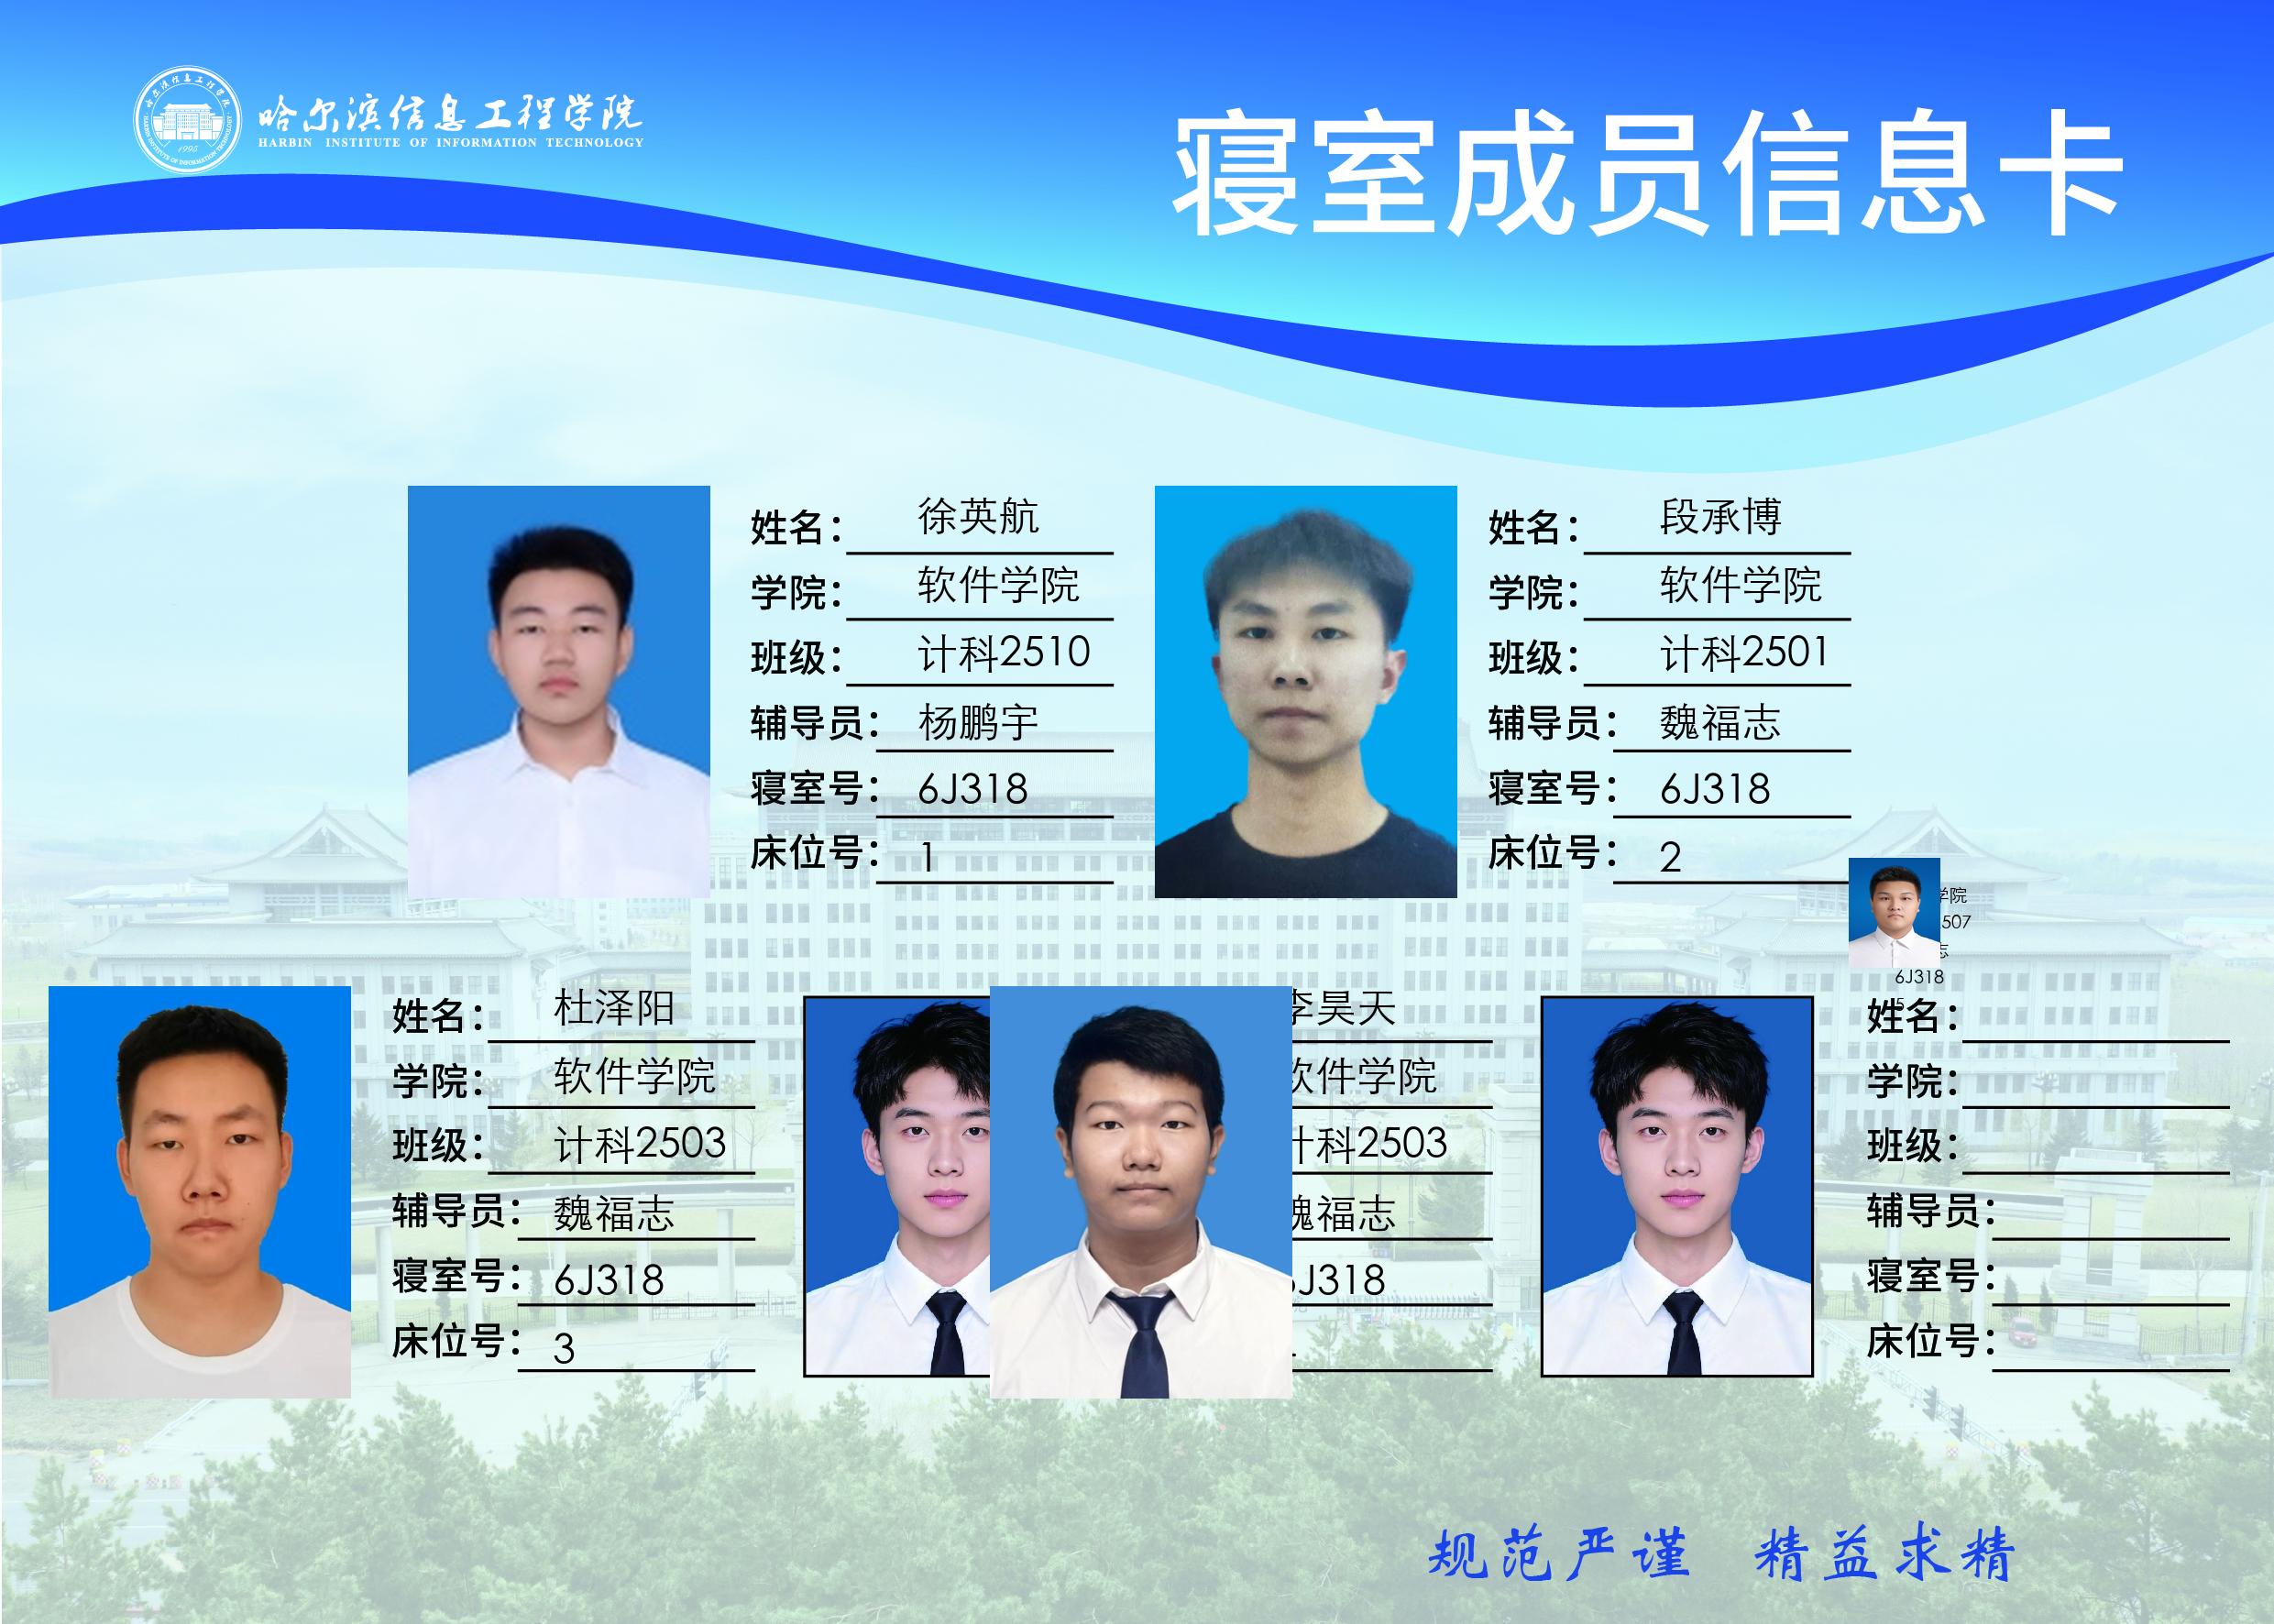 哈尔滨信息工程学院
HARBIN INSTITUTE OF INFORMATION TECHNOLOGY
1995
寝室成员信息卡
姓名： 徐英航
学院： 软件学院
班级： 计科2510
辅导员： 杨鹏宇
寝室号： 6J318
床位号： 1
姓名： 段承博
学院： 软件学院
班级： 计科2501
辅导员： 魏福志
寝室号： 6J318
床位号： 2
学院
507
志
6J318
5
姓名： 杜泽阳
学院： 软件学院
班级： 计科2503
辅导员： 魏福志
寝室号： 6J318
床位号： 3
李昊天
软件学院
计科2503
魏福志
6J318
姓名：
学院：
班级：
辅导员：
寝室号：
床位号：
规范严谨 精益求精